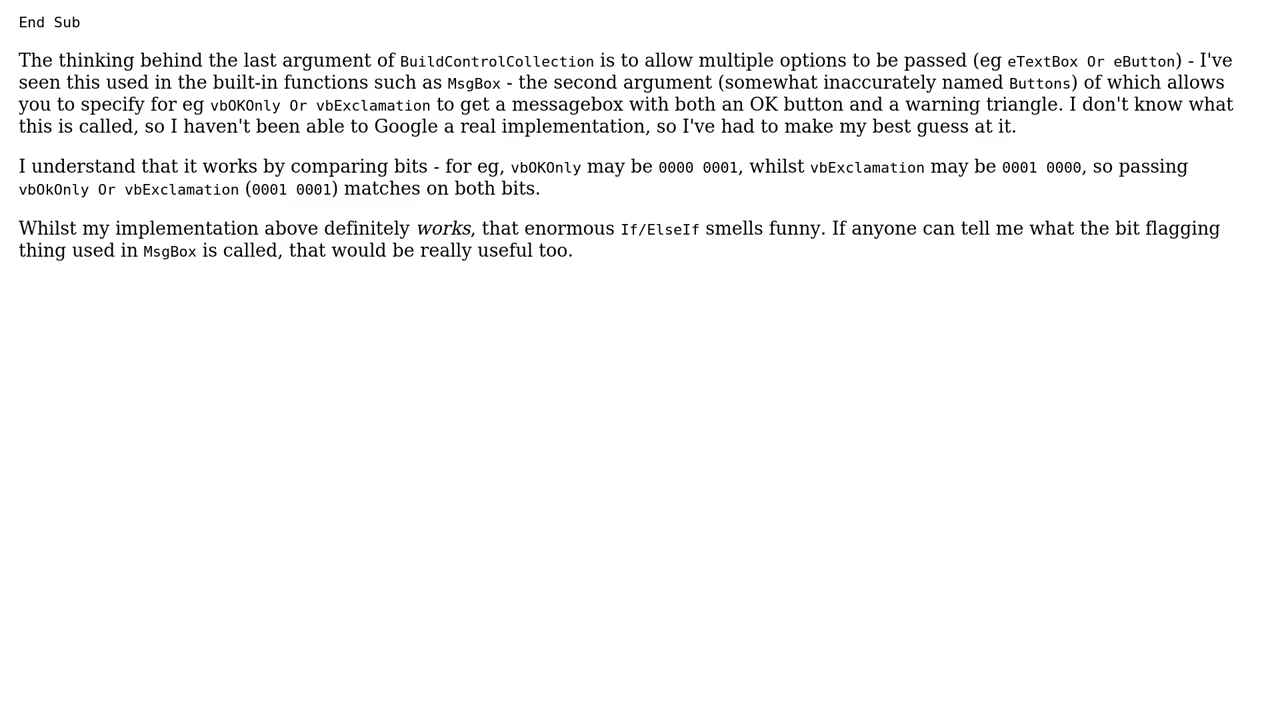 End Sub
The thinking behind the last argument of BuildControlCollection is to allow multiple options to be passed (eg eTextBox Or eButton) - I've
seen this used in the built-in functions such as MsgBox - the second argument (somewhat inaccurately named Buttons) of which allows
you to specify for eg vbOKOnly Or vbExclamation to get a messagebox with both an OK button and a warning triangle. I don't know what
this is called, so I haven't been able to Google a real implementation, so I've had to make my best guess at it.
I understand that it works by comparing bits - for eg, vbOKOnly may be 0000 0001, whilst vbExclamation may be 0001 0000, so passing
vbOkOnly Or vbExclamation (0001 0001) matches on both bits.
Whilst my implementation above definitely works, that enormous If/ElseIf smells funny. If anyone can tell me what the bit flagging
thing used in MsgBox is called, that would be really useful too.